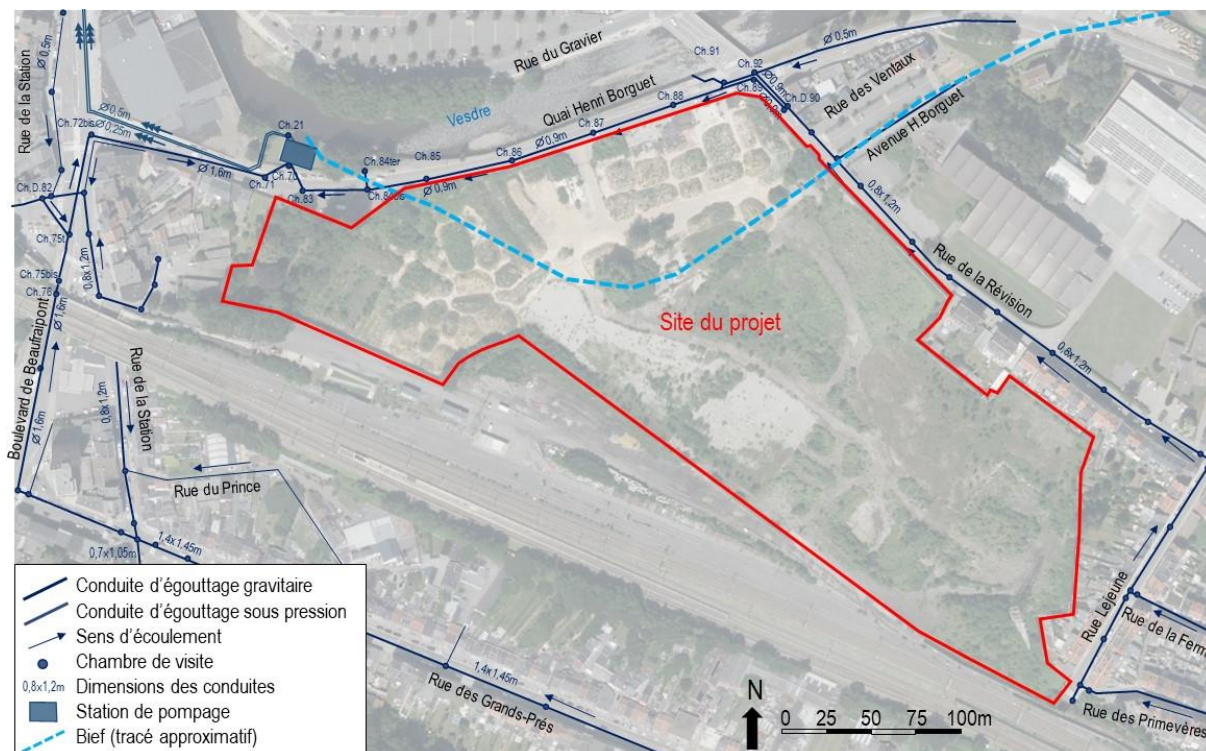 Rue de la Station
Ø 0,5m
Rue du Gravier
Ch.91
Ø 0,5m
Ch.92
Ø 0,9m
Ch.89
Ch.D.90
Ø 0,9m
Rue des Ventaux
Quai Henri Borguet
Ch.88
Avenue H.Borguet
Vesdre
Ø 0,5m
Ø 0,25m
Ch.72bis
Ch.21
Ch.87
Ø 0,9m
Ch.86
Ch.84ter
Ch.85
Ø 1,6m
Ch.70
Ch.71
Ø 0,9m
Ch.83
0,8x1,2m
Ch.D.82
Ch.75t
Ch.75bis
Ch.76
0,8x1,2m
Ø 1,6m
Rue de la Révision
Site du projet
0,8x1,2m
Boulevard de Beaufraipont
Ø 1,6m
0,8x1,2m
Rue de la Station
Rue du Prince
1,4x1.45m
0,7x1,05m
Rue Lejeune
Rue de la Ferm
Rue des Primevères
1,4x1.45m
Rue des Grands-Prés
Conduite d'égouttage gravitaire
Conduite d'égouttage sous pression
Sens d'écoulement
Chambre de visite
0,8x1,2m Dimensions des conduites
Station de pompage
Bief (tracé approximatif)
N
0 25 50 75 100m